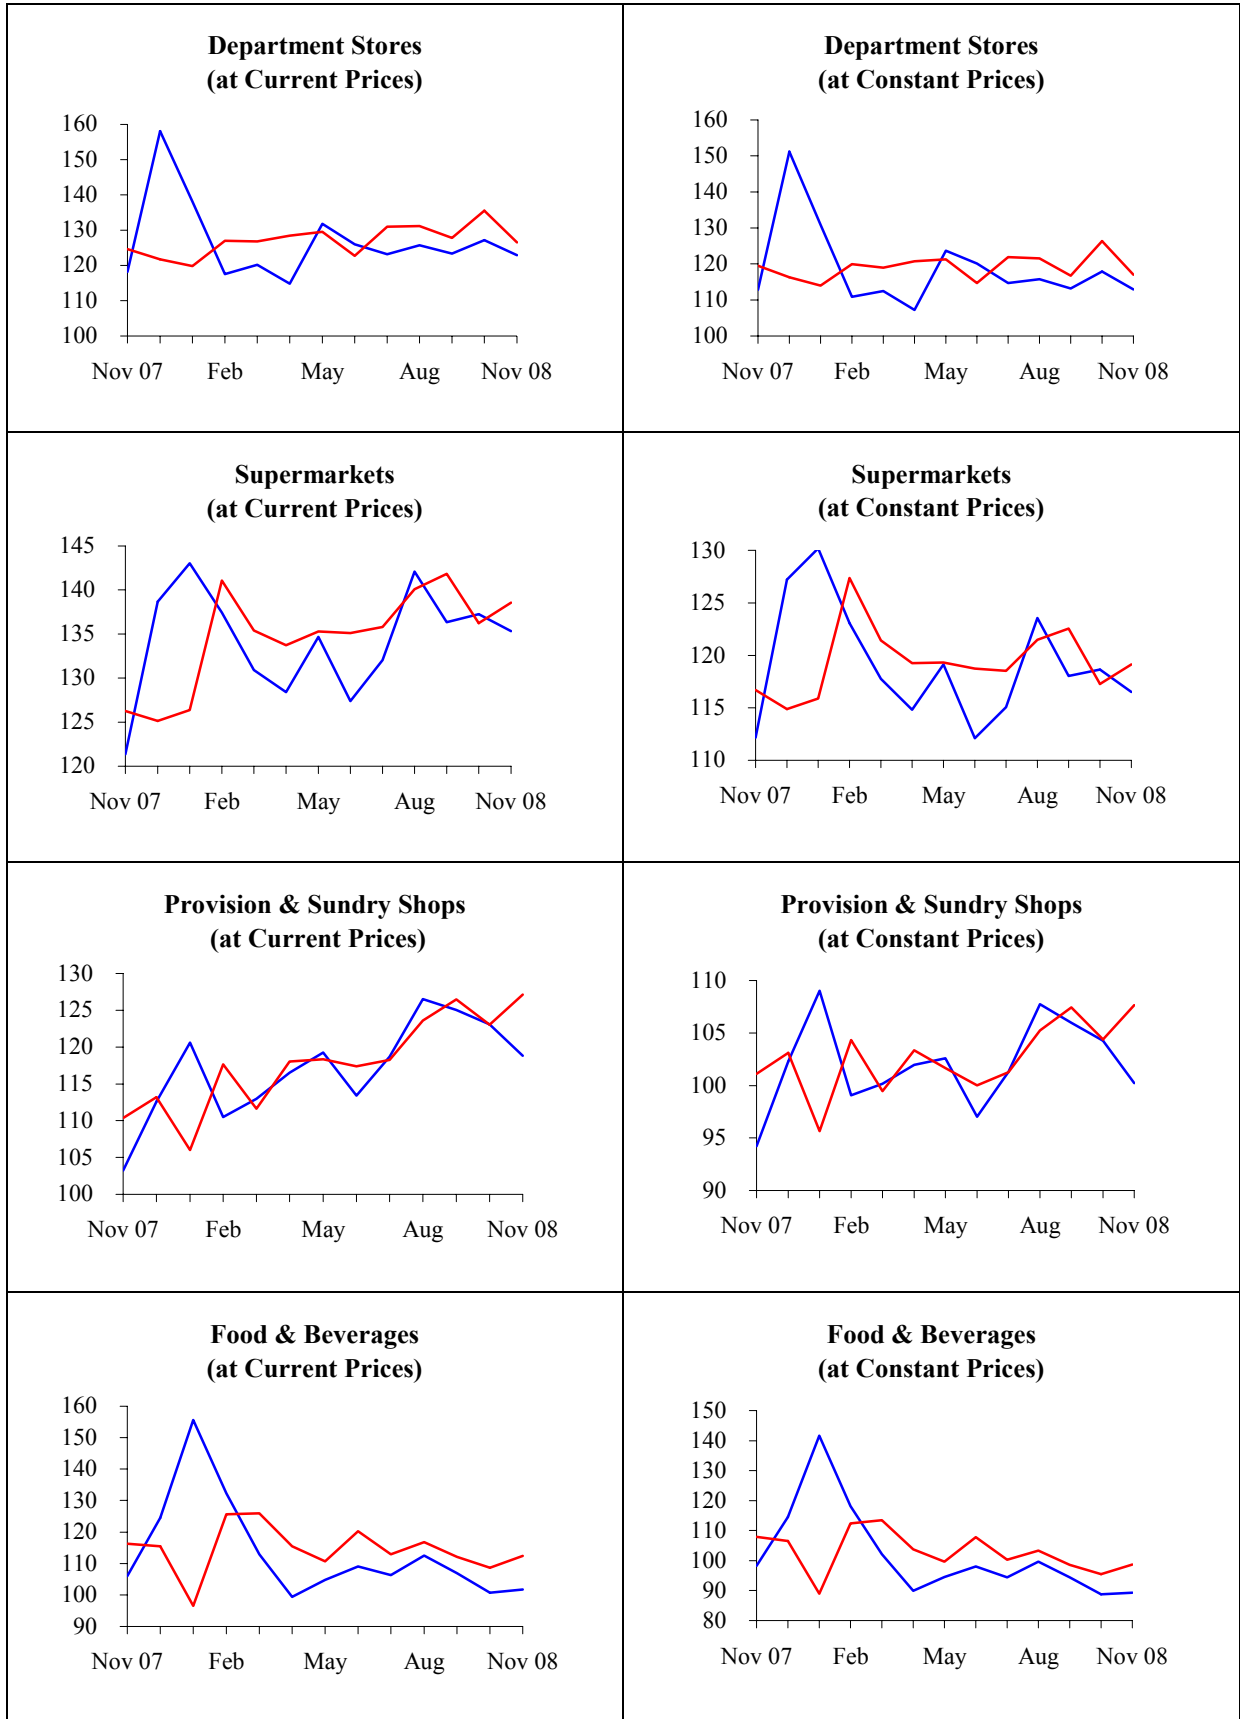 Department Stores
(at Current Prices)
160
150
140
130
120
110
100
Nov 07 Feb May Aug Nov 08
Department Stores
(at Constant Prices)
160
150
140
130
120
110
100
Nov 07 Feb May Aug Nov 08
Supermarkets
(at Current Prices)
145
140
135
130
125
120
Nov 07 Feb May Aug Nov 08
Supermarkets
(at Constant Prices)
130
125
120
115
110
Nov 07 Feb May Aug Nov 08
Provision & Sundry Shops
(at Current Prices)
130
125
120
115
110
105
100
Nov 07 Feb May Aug Nov 08
Provision & Sundry Shops
(at Constant Prices)
110
105
100
95
90
Nov 07 Feb May Aug Nov 08
Food & Beverages
(at Current Prices)
160
150
140
130
120
110
100
90
Nov 07 Feb May Aug Nov 08
Food & Beverages
(at Constant Prices)
150
140
130
120
110
100
90
80
Nov 07 Feb May Aug Nov 08